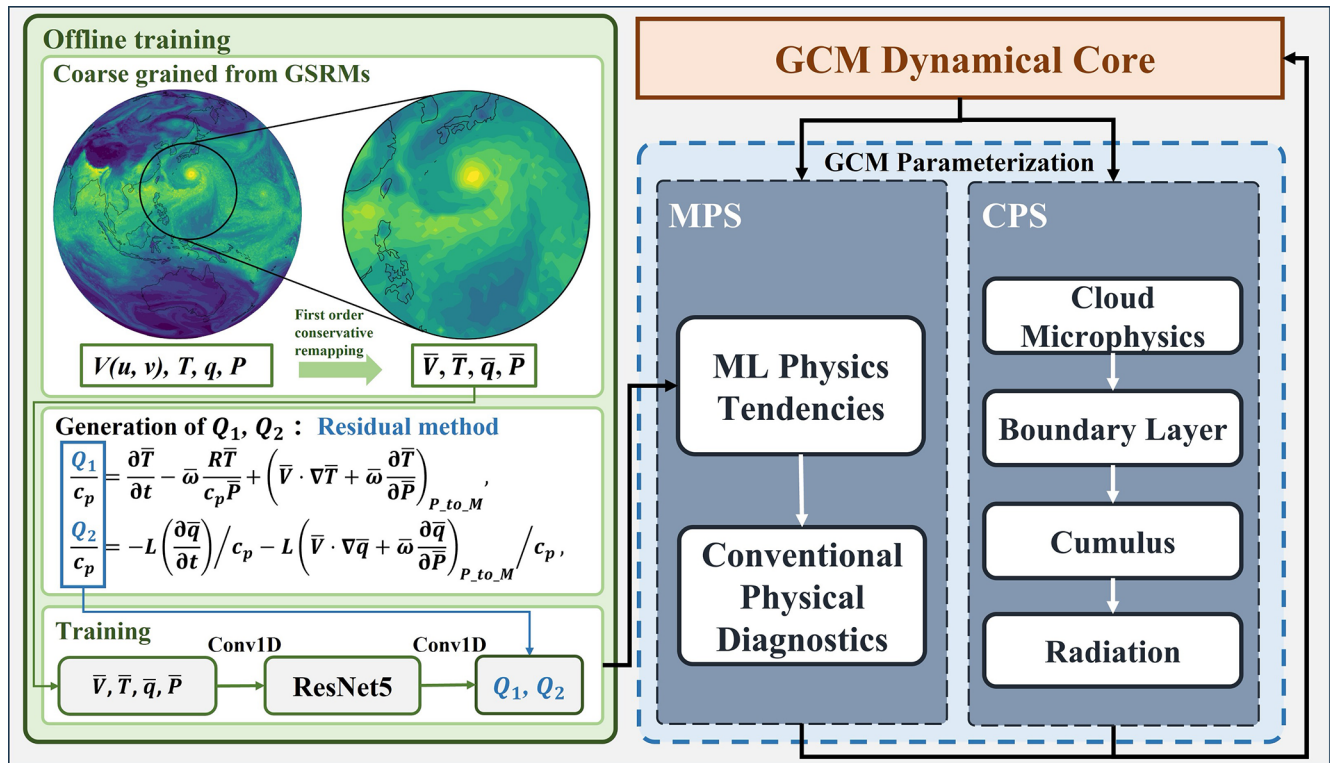 Offline training
Coarse grained from GSRMs
First order
conservative
remapping
V(u, v), T, q, P
V̅, T̅, q̅, P̅
Generation of Q₁, Q₂ : Residual method
Q₁/cₚ = ∂T̅/∂t − ω̅ RT̅/cₚP̅ + (V̅ · ∇T̅ + ω̅ ∂T̅/∂P̅)P_to_M,
Q₂/cₚ = −L(∂q̅/∂t)/cₚ − L(V̅ · ∇q̅ + ω̅ ∂q̅/∂P̅)P_to_M/cₚ,
Training
Conv1D
Conv1D
V̅, T̅, q̅, P̅
ResNet5
Q₁, Q₂
GCM Dynamical Core
GCM Parameterization
MPS
ML Physics
Tendencies
Conventional
Physical
Diagnostics
CPS
Cloud
Microphysics
Boundary Layer
Cumulus
Radiation